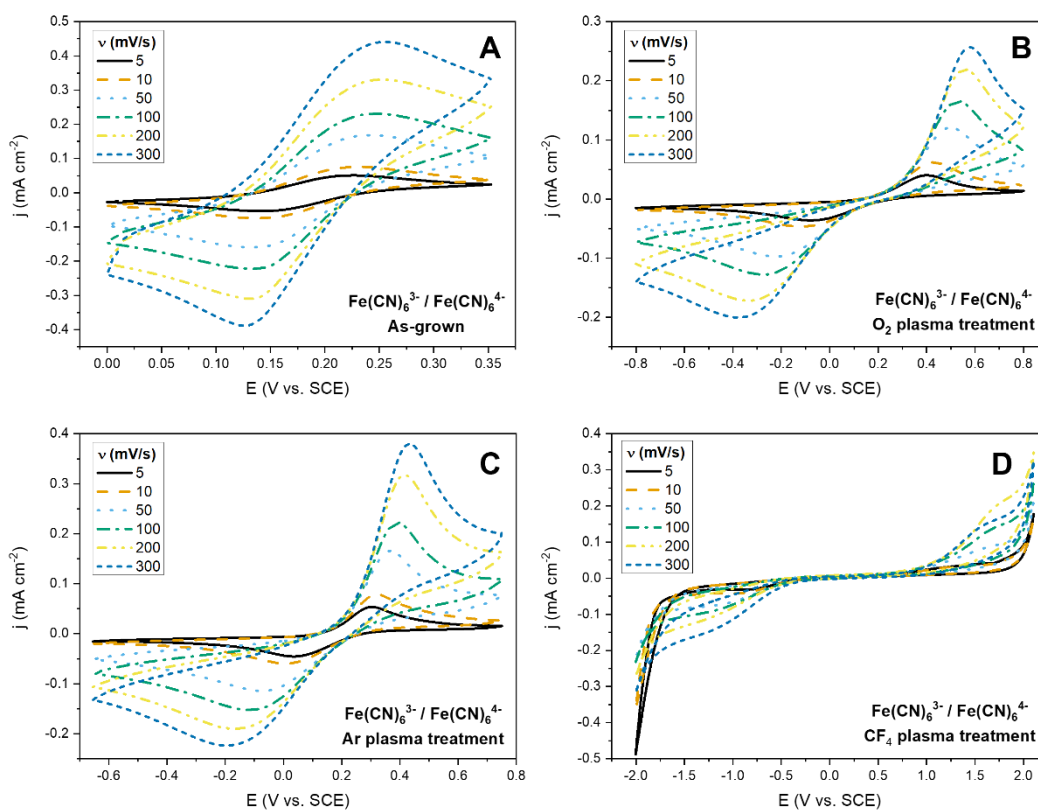 A
ν (mV/s)
5
10
50
100
200
300
0.5
0.4
0.3
0.2
0.1
0.0
-0.1
-0.2
-0.3
-0.4
j (mA cm⁻²)
Fe(CN)₆³⁻ / Fe(CN)₆⁴⁻
As-grown
0.00 0.05 0.10 0.15 0.20 0.25 0.30 0.35
E (V vs. SCE)
B
ν (mV/s)
5
10
50
100
200
300
0.3
0.2
0.1
0.0
-0.1
-0.2
j (mA cm⁻²)
Fe(CN)₆³⁻ / Fe(CN)₆⁴⁻
O₂ plasma treatment
-0.8 -0.6 -0.4 -0.2 0.0 0.2 0.4 0.6 0.8
E (V vs. SCE)
C
ν (mV/s)
5
10
50
100
200
300
0.4
0.3
0.2
0.1
0.0
-0.1
-0.2
j (mA cm⁻²)
Fe(CN)₆³⁻ / Fe(CN)₆⁴⁻
Ar plasma treatment
-0.6 -0.4 -0.2 0.0 0.2 0.4 0.6 0.8
E (V vs. SCE)
D
ν (mV/s)
5
10
50
100
200
300
0.4
0.3
0.2
0.1
0.0
-0.1
-0.2
-0.3
-0.4
-0.5
j (mA cm⁻²)
Fe(CN)₆³⁻ / Fe(CN)₆⁴⁻
CF₄ plasma treatment
-2.0 -1.5 -1.0 -0.5 0.0 0.5 1.0 1.5 2.0
E (V vs. SCE)